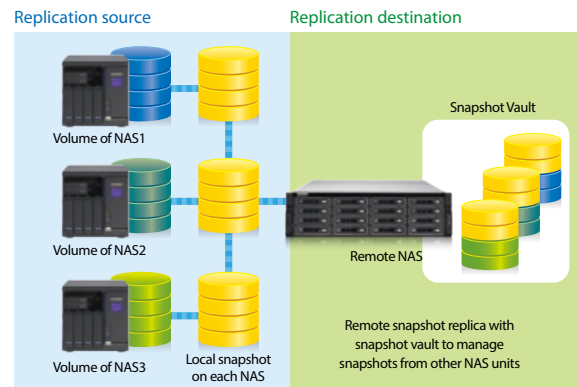 Replication source
Replication destination
Volume of NAS1
Volume of NAS2
Volume of NAS3
Local snapshot
on each NAS
Snapshot Vault
Remote NAS
Remote snapshot replica with
snapshot vault to manage
snapshots from other NAS units